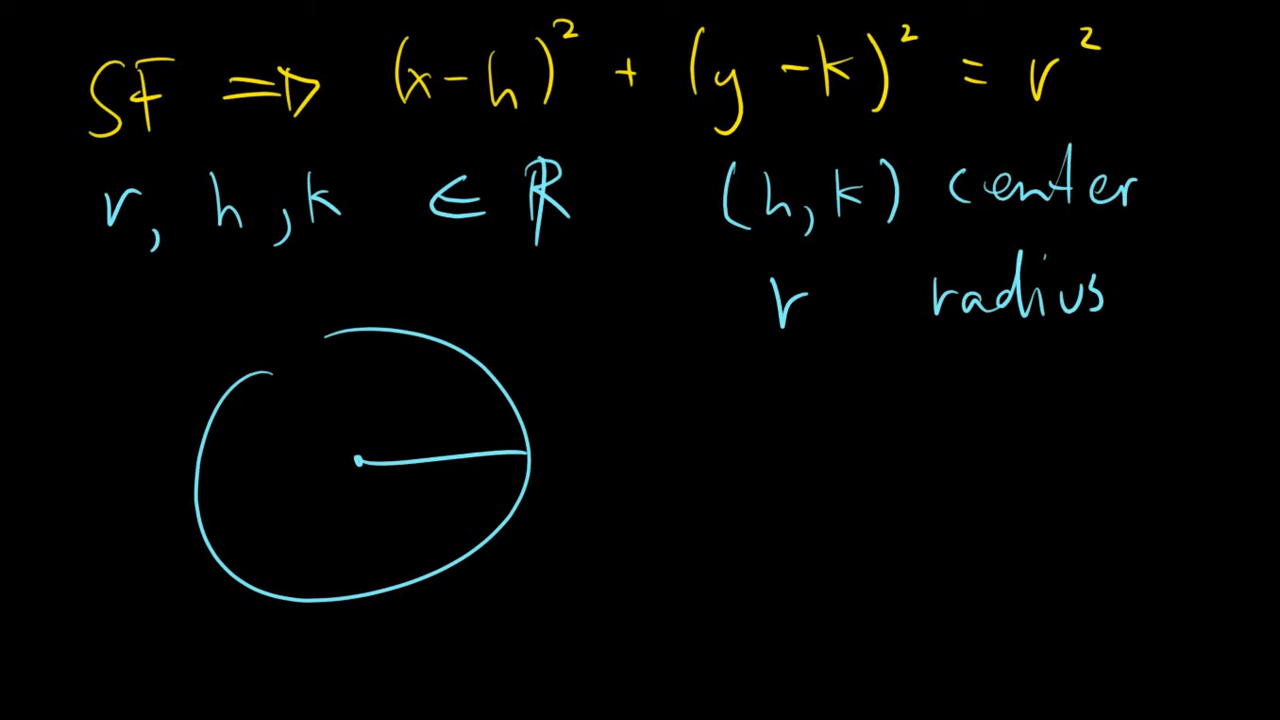 SF ⟹ (x-h)² + (y-k)² = r²
r, h, k ∈ ℝ (h, k) center
r radius